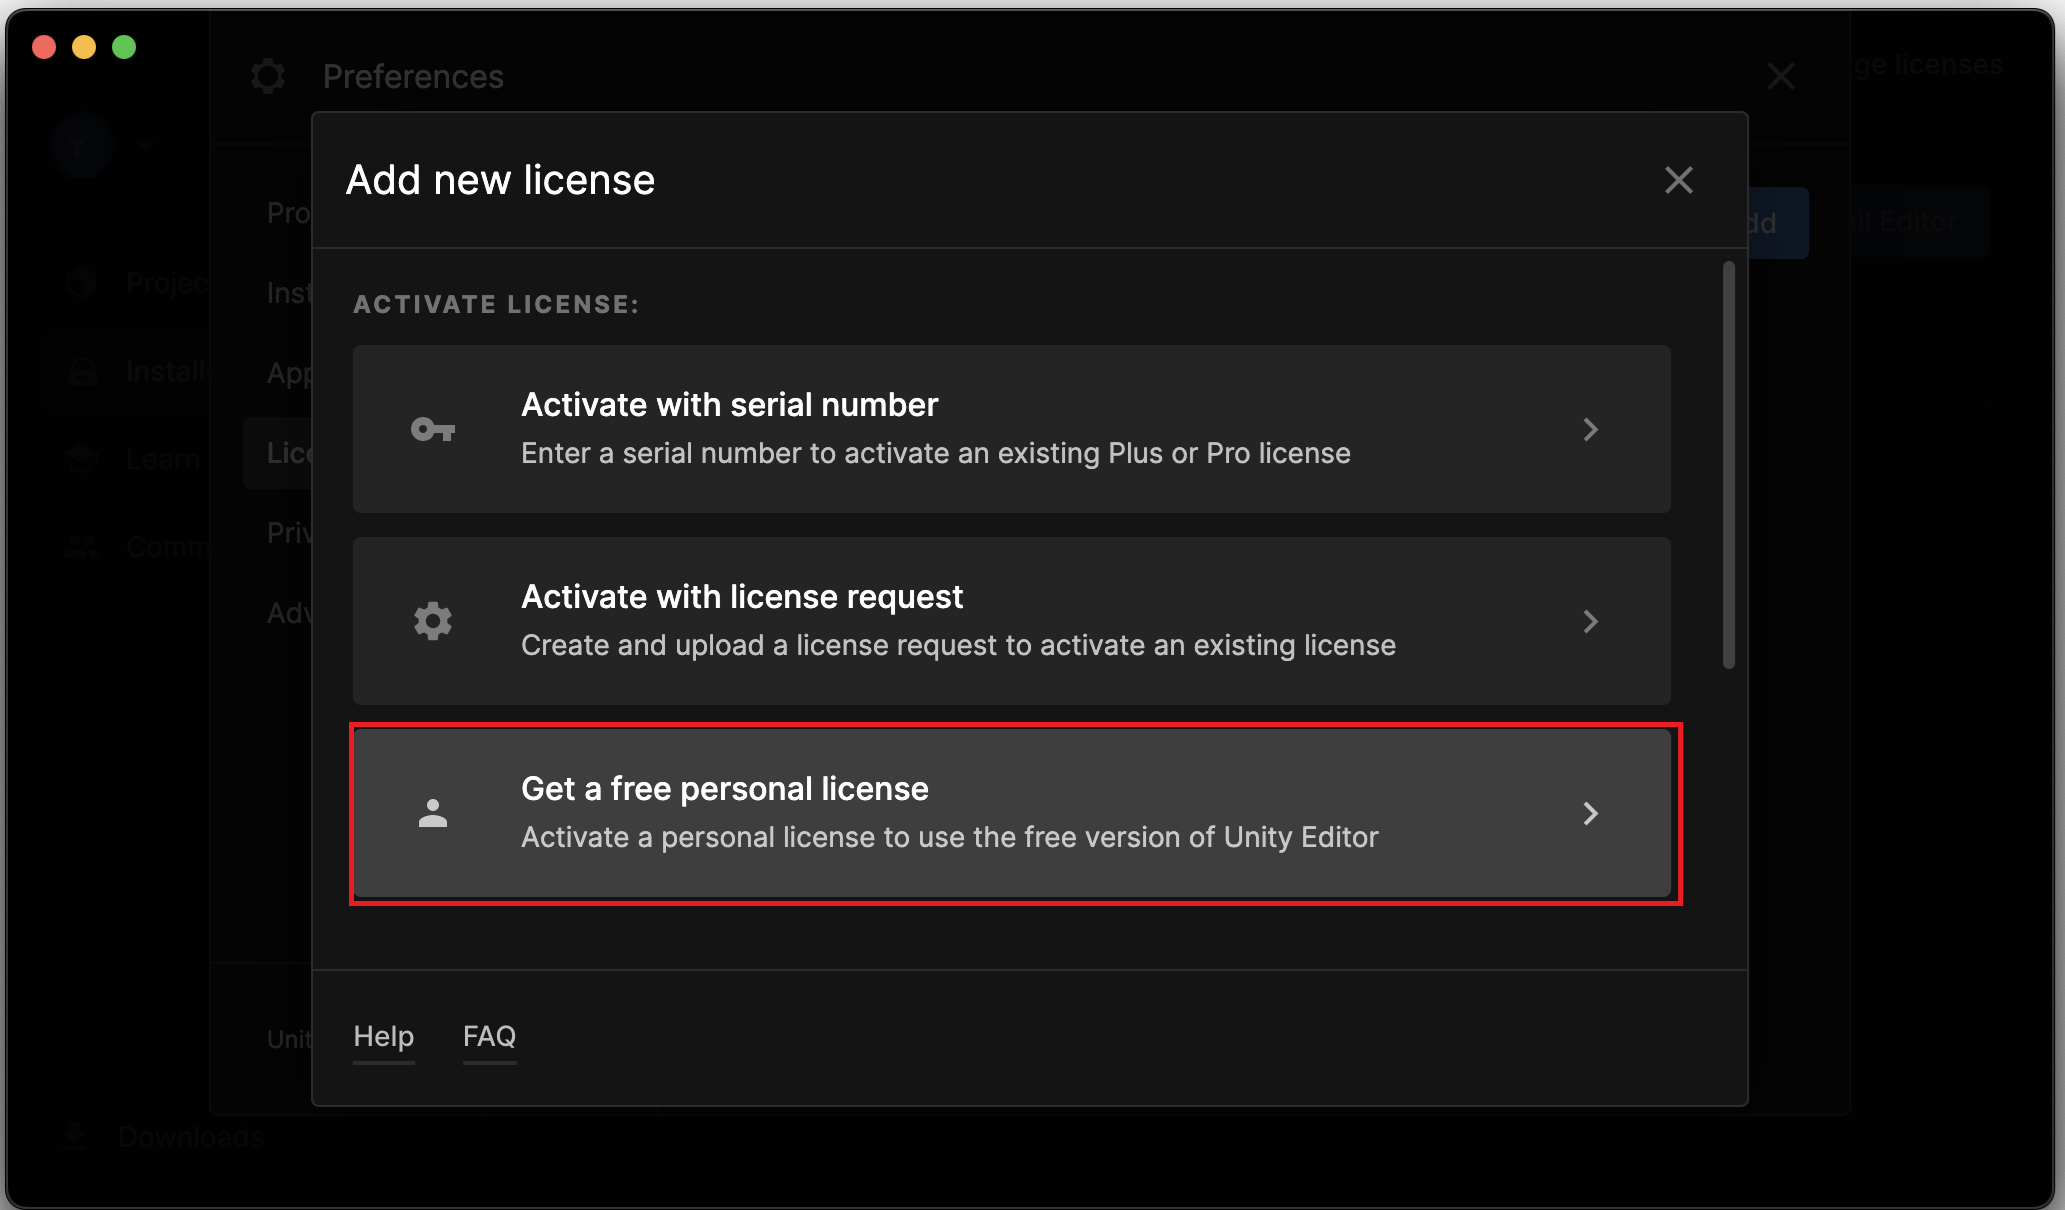 Preferences
ge licenses
Add new license
dd
ll Editor
ACTIVATE LICENSE:
Activate with serial number
Enter a serial number to activate an existing Plus or Pro license
Activate with license request
Create and upload a license request to activate an existing license
Get a free personal license
Activate a personal license to use the free version of Unity Editor
Help
FAQ
T
Projec
Installs
Learn
Comm
Downloads
Pro
Inst
App
Lice
Priv
Adv
Unit